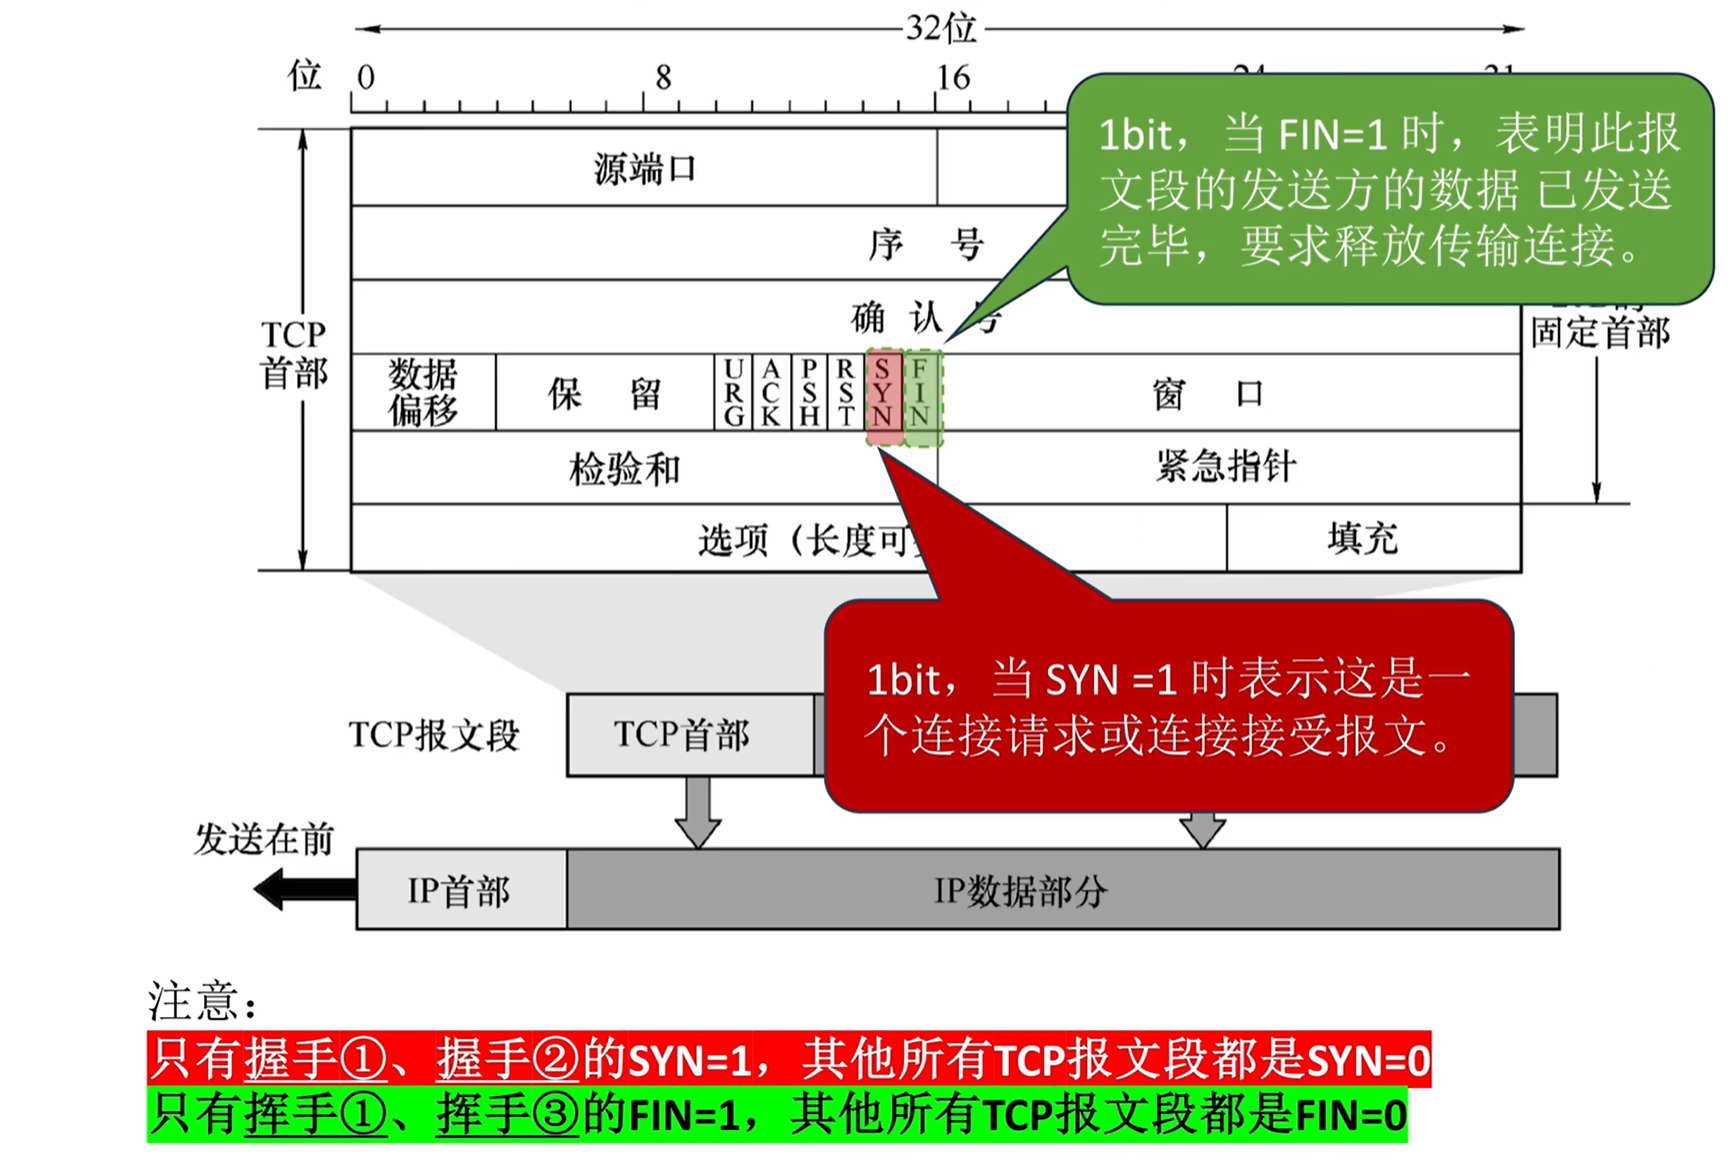 32位
位 0 8 16
源端口
序 号
确 认 号
TCP
首部
固定首部
数据
偏移
保 留
URG
ACK
PSH
RST
SYN
FIN
窗 口
检验和
紧急指针
选项（长度可
填充
1bit，当 FIN=1 时，表明此报
文段的发送方的数据 已发送
完毕，要求释放传输连接。
1bit，当 SYN =1 时表示这是一
个连接请求或连接接受报文。
TCP报文段
TCP首部
发送在前
IP首部
IP数据部分
注意：
只有握手①、握手②的SYN=1，其他所有TCP报文段都是SYN=0
只有挥手①、挥手③的FIN=1，其他所有TCP报文段都是FIN=0